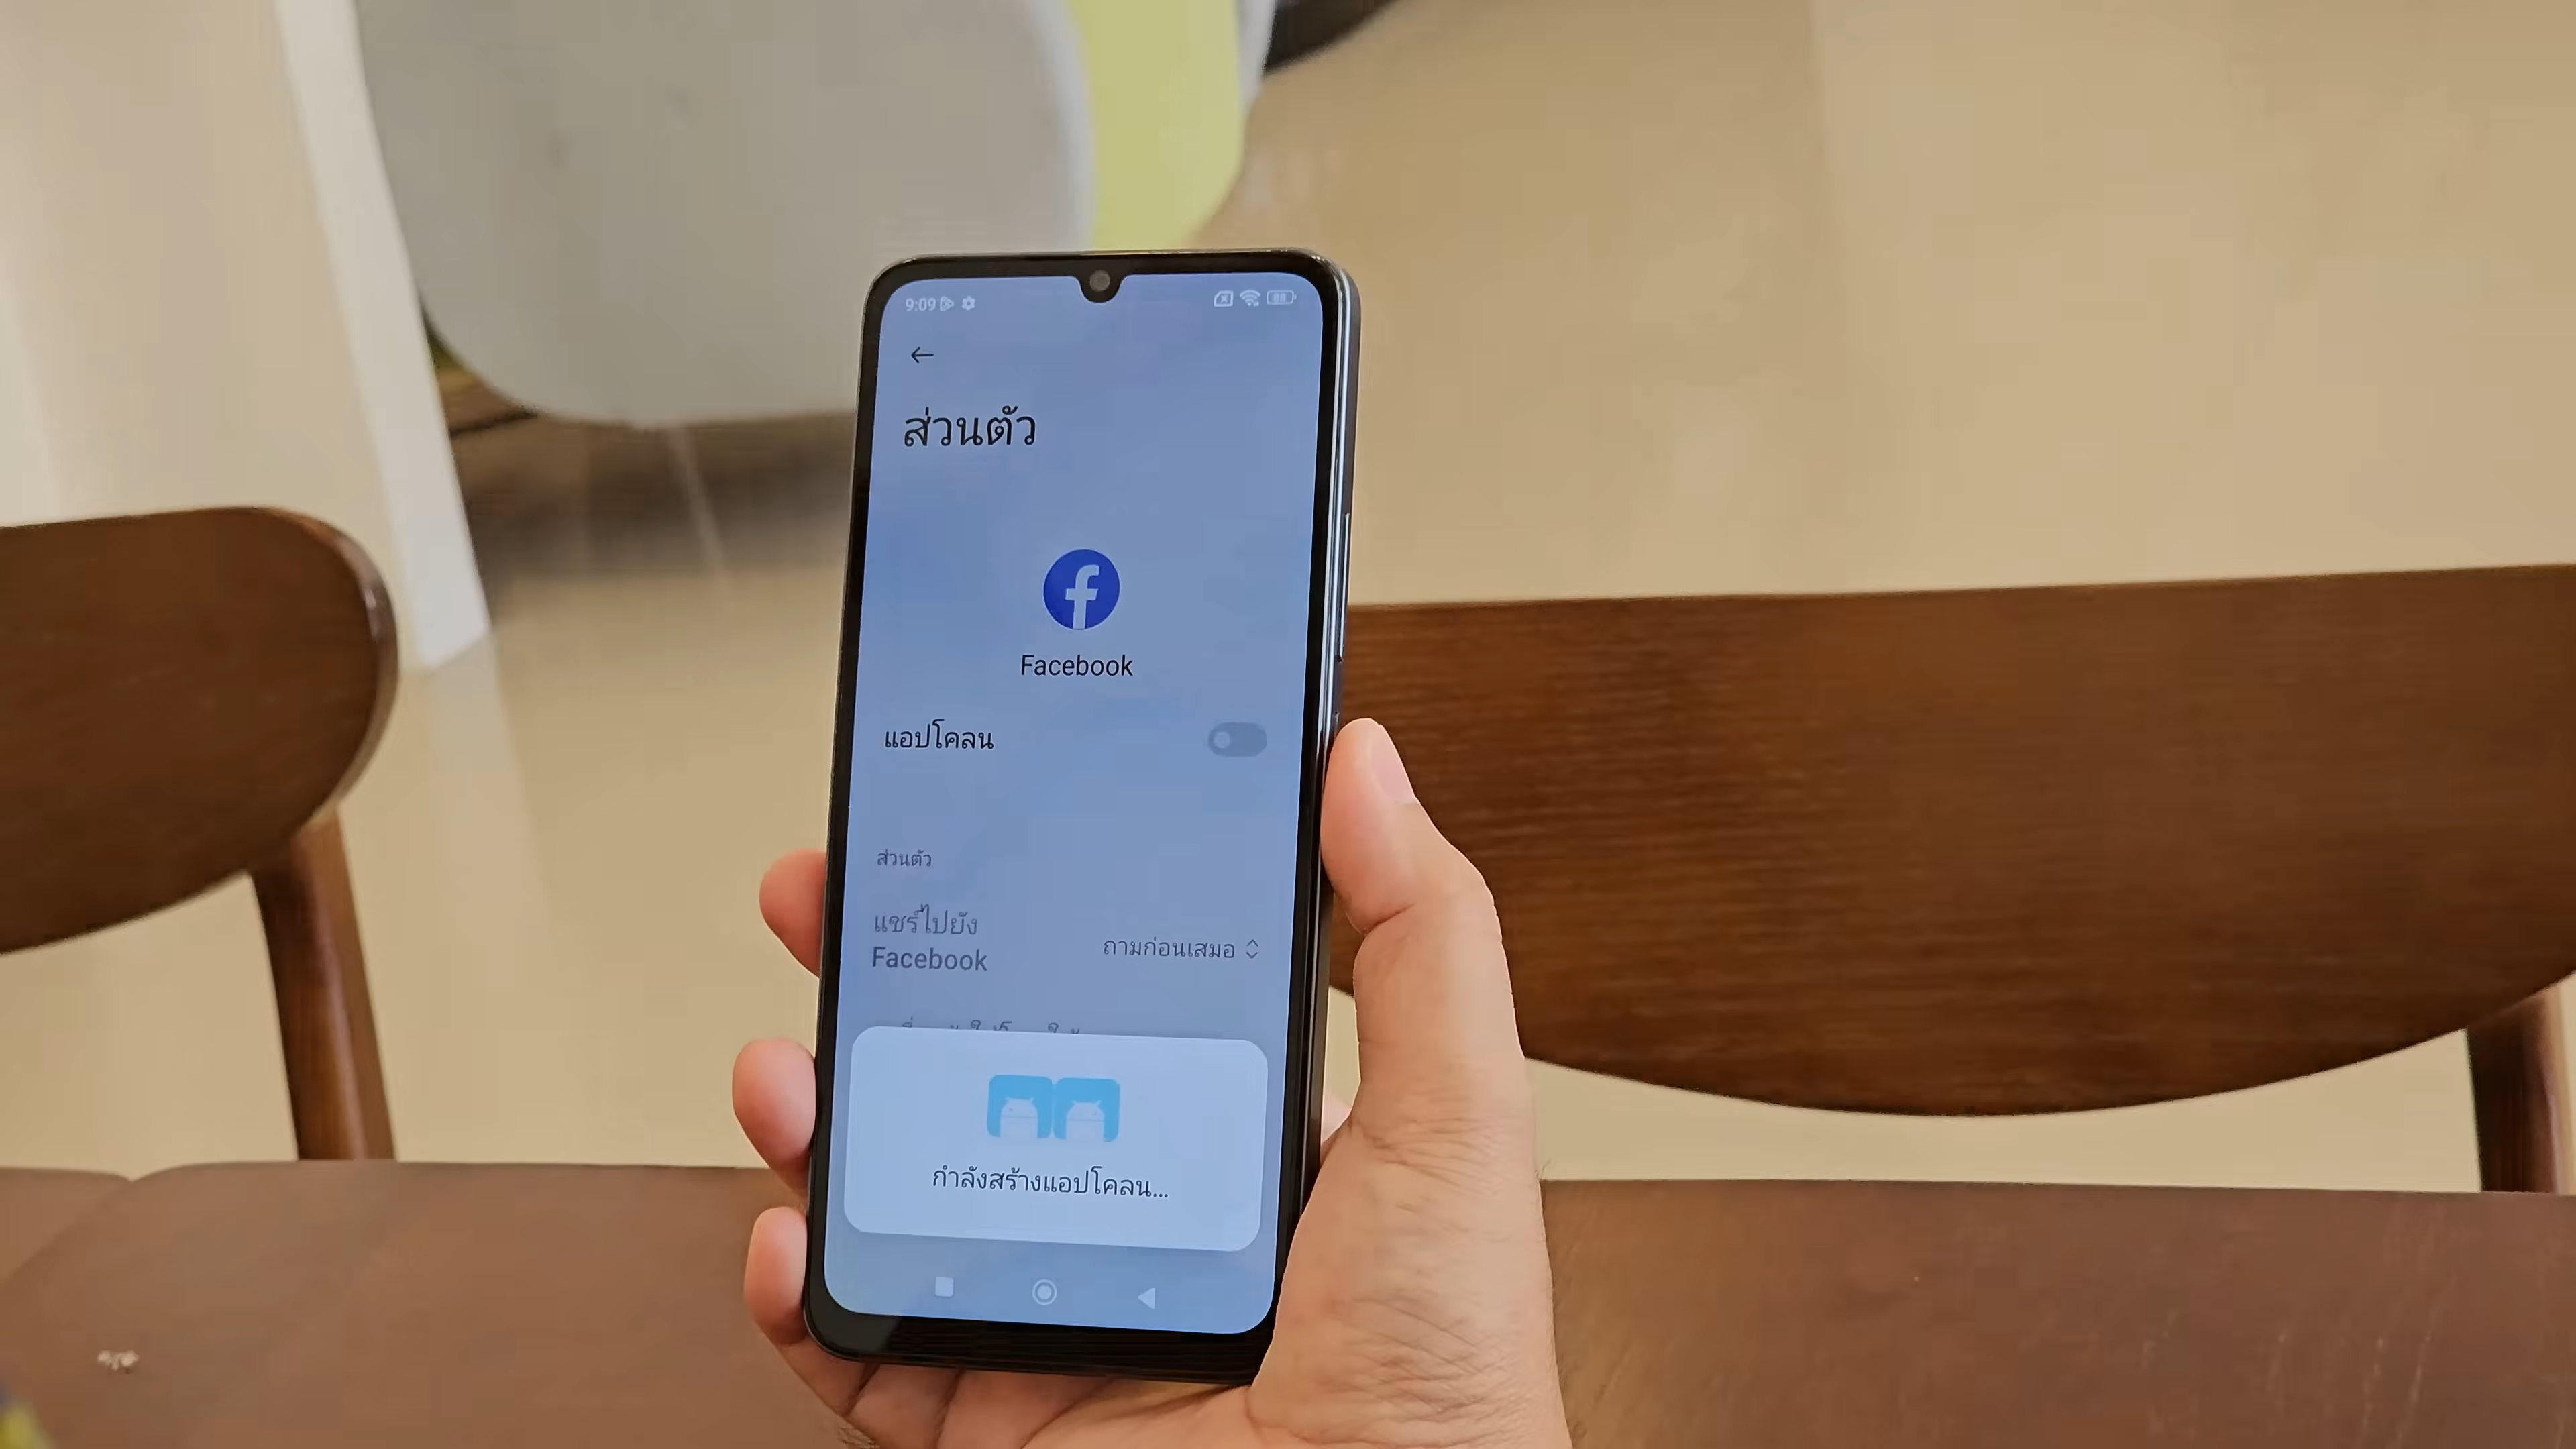 9:09
ส่วนตัว
Facebook
แอปโคลน
ส่วนตัว
แชร์ไปยัง
Facebook
ถามก่อนเสมอ
กำลังสร้างแอปโคลน...